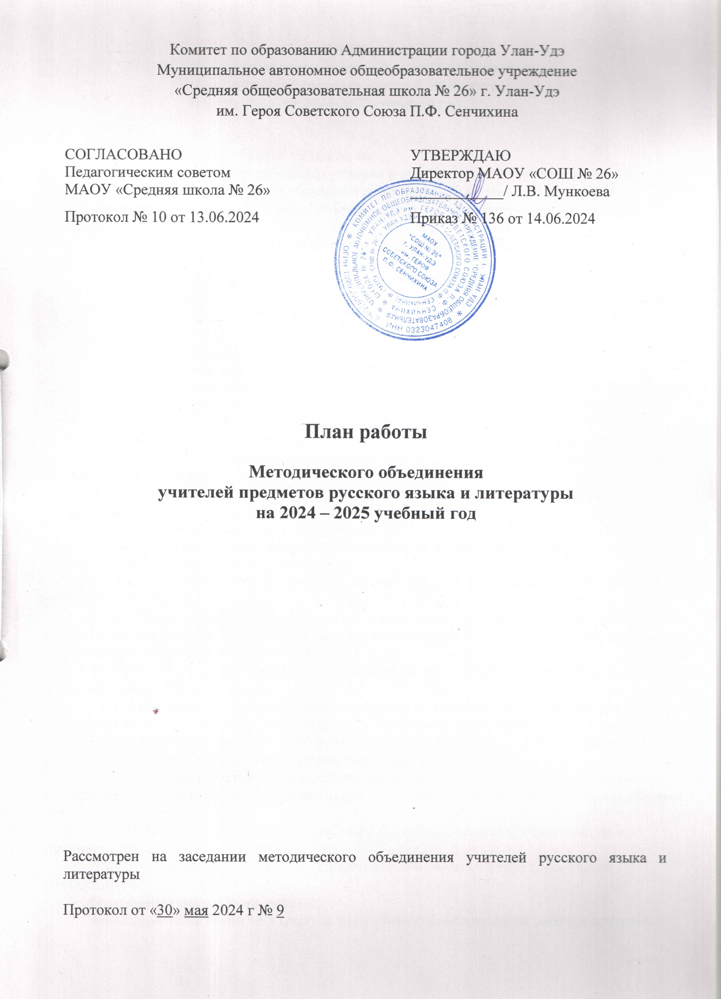 Комитет по образованию Администрации города Улан-Удэ
Муниципальное автономное общеобразовательное учреждение
«Средняя общеобразовательная школа № 26» г. Улан-Удэ
им. Героя Советского Союза П.Ф. Сенчихина
СОГЛАСОВАНО
Педагогическим советом
МАОУ «Средняя школа № 26»
Протокол № 10 от 13.06.2024
УТВЕРЖДАЮ
Директор МАОУ «СОШ № 26»
____________/ Л.В. Мункоева
Приказ № 136 от 14.06.2024
КОМИТЕТ ПО ОБРАЗОВАНИЮ АДМИНИСТРАЦИИ г. УЛАН-УДЭ
ИНН 0323047408
МУНИЦИПАЛЬНОЕ АВТОНОМНОЕ ОБЩЕОБРАЗОВАТЕЛЬНОЕ УЧРЕЖДЕНИЕ "СРЕДНЯЯ ОБЩЕОБРАЗОВАТЕЛЬНАЯ
ШКОЛА № 26" г. УЛАН-УДЭ им. ГЕРОЯ СОВЕТСКОГО СОЮЗА П.Ф. СЕНЧИХИНА
МАОУ
"СОШ № 26"
г. УЛАН-УДЭ
им. ГЕРОЯ
СОВЕТСКОГО СОЮЗА
П.Ф. СЕНЧИХИНА
План работы
Методического объединения
учителей предметов русского языка и литературы
на 2024 – 2025 учебный год
Рассмотрен на заседании методического объединения учителей русского языка и
литературы
Протокол от «30» мая 2024 г № 9